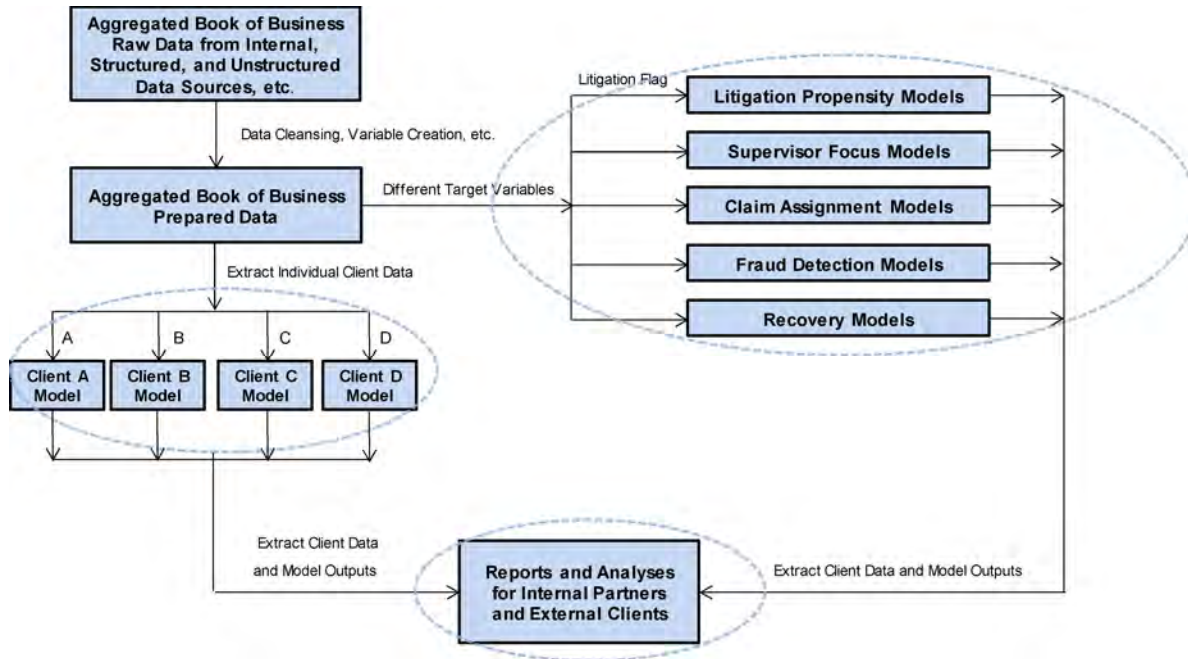 Aggregated Book of Business
Raw Data from Internal,
Structured, and Unstructured
Data Sources, etc.
Data Cleansing, Variable Creation, etc.
Aggregated Book of Business
Prepared Data
Different Target Variables
Litigation Flag
Litigation Propensity Models
Supervisor Focus Models
Claim Assignment Models
Fraud Detection Models
Recovery Models
Extract Individual Client Data
A
B
C
D
Client A
Model
Client B
Model
Client C
Model
Client D
Model
Extract Client Data
and Model Outputs
Reports and Analyses
for Internal Partners
and External Clients
Extract Client Data and Model Outputs